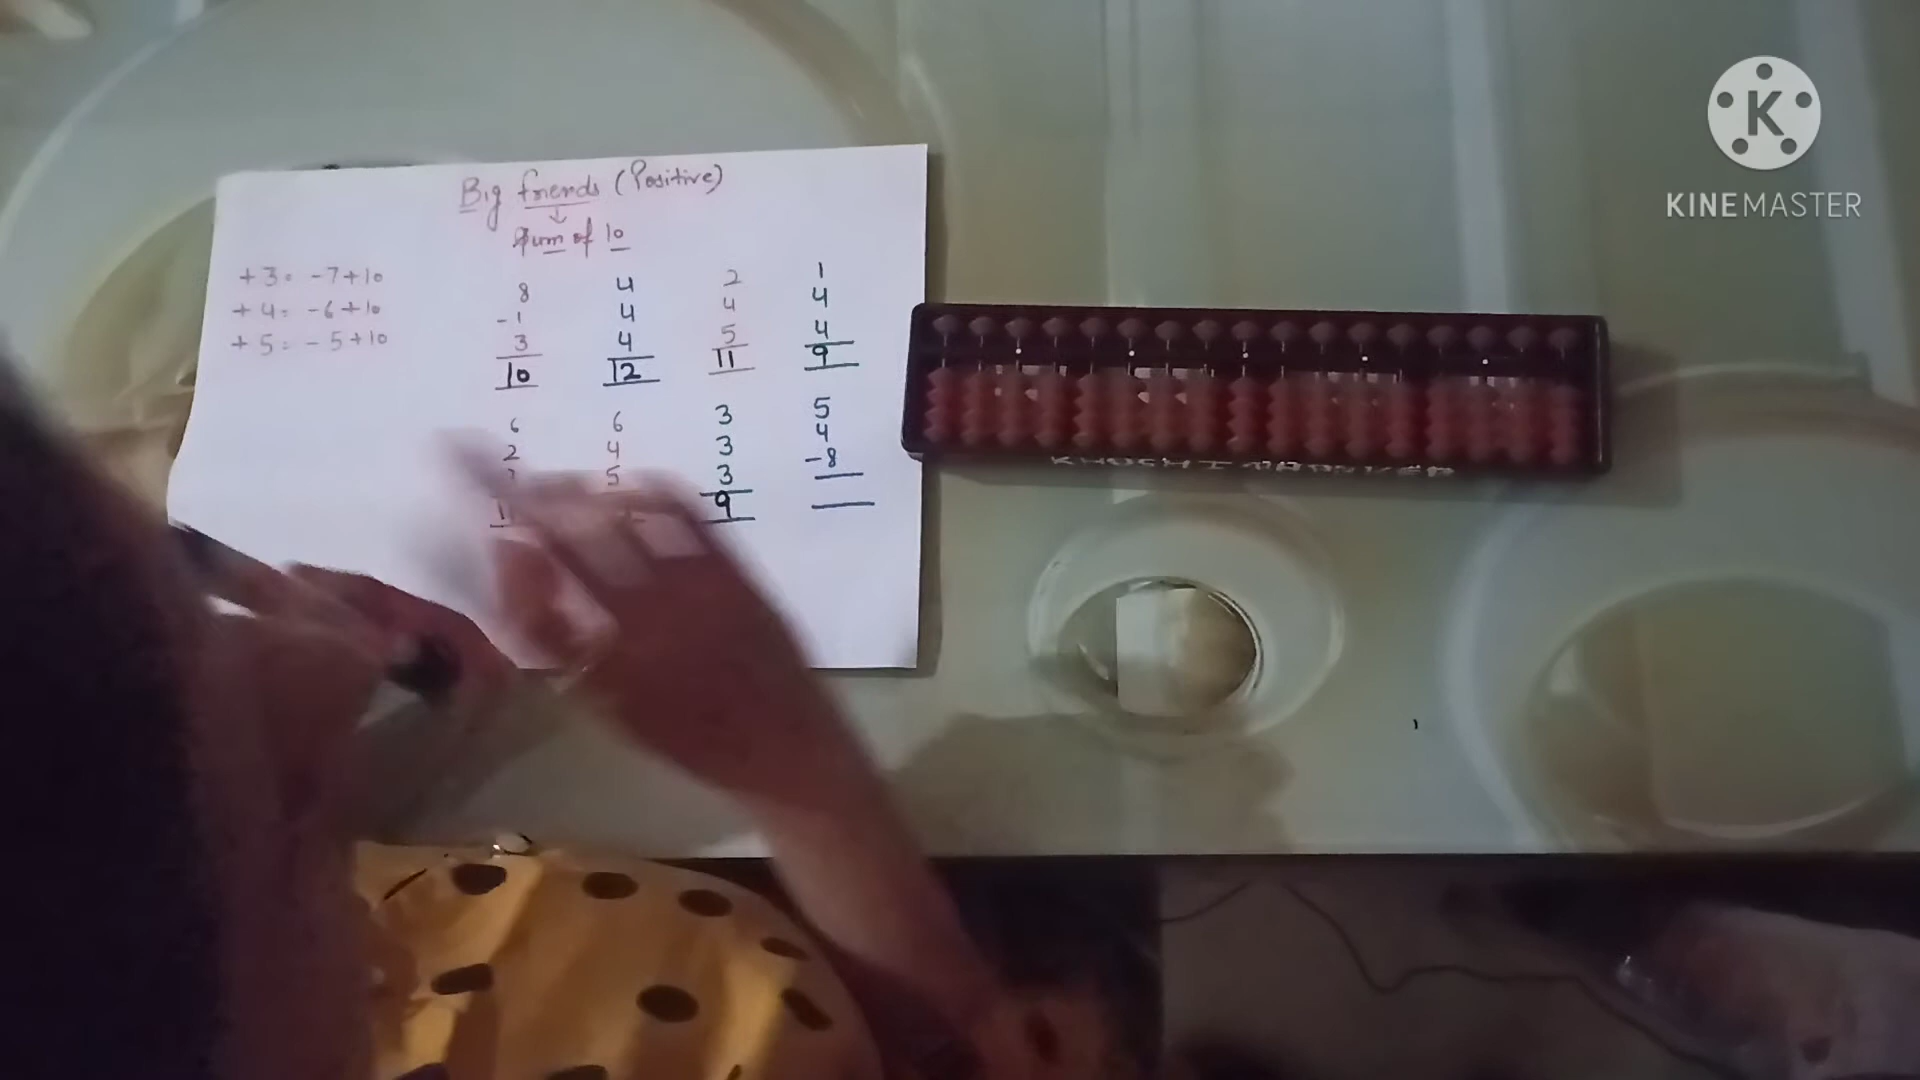 Big friends (Positive)
Sum of 10
+3= -7+10
+4= -6+10
+5= -5+10
8 4 2 1
-1 4 4 4
3 4 5 4
10 12 11 9
6 6 3 5
2 4 3 4
5 3 -8
9
K
KINEMASTER